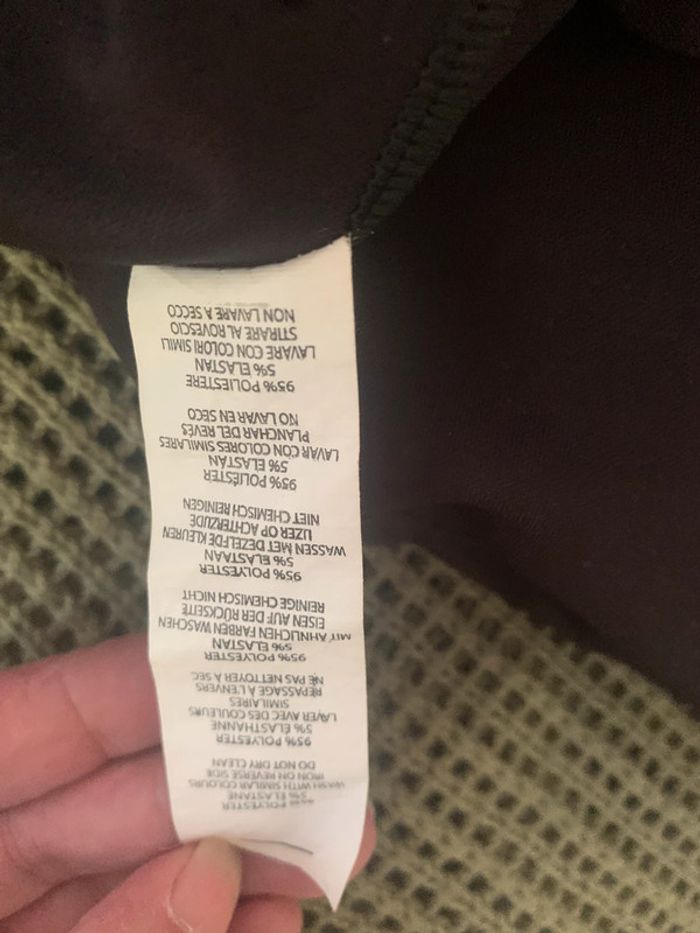 95% POLYESTER
5% ELASTANE
WASH WITH SIMILAR COLOURS
IRON ON REVERSE SIDE
DO NOT DRY CLEAN
95% POLYESTER
5% ELASTHANNE
LAVER AVEC DES COULEURS
SIMILAIRES
REPASSAGE A L'ENVERS
NE PAS NETTOYER A SEC
95% POLYESTER
5% ELASTAN
MIT AHNLICHEN FARBEN WASCHEN
EISEN AUF DER RÜCKSEITE
REINIGE CHEMISCH NICHT
95% POLYESTER
5% ELASTAAN
WASSEN MET DEZELFDE KLEUREN
IJZER OP ACHTERZIJDE
NIET CHEMISCH REINIGEN
95% POLIÉSTER
5% ELASTÁN
LAVAR CON COLORES SIMILARES
PLANCHAR DEL REVÉS
NO LAVAR EN SECO
95% POLIESTERE
5% ELASTAN
LAVARE CON COLORI SIMILI
STIRARE AL ROVESCIO
NON LAVARE A SECCO